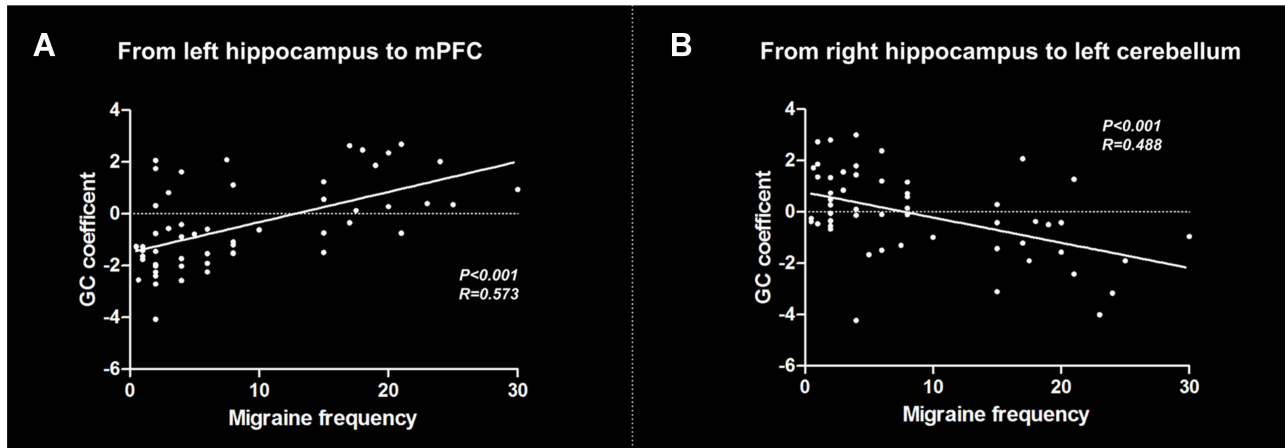 A
From left hippocampus to mPFC
4
2
0
-2
-4
-6
GC coefficent
P<0.001
R=0.573
0
10
20
30
Migraine frequency
B
From right hippocampus to left cerebellum
4
2
0
-2
-4
-6
GC coefficent
P<0.001
R=0.488
0
10
20
30
Migraine frequency